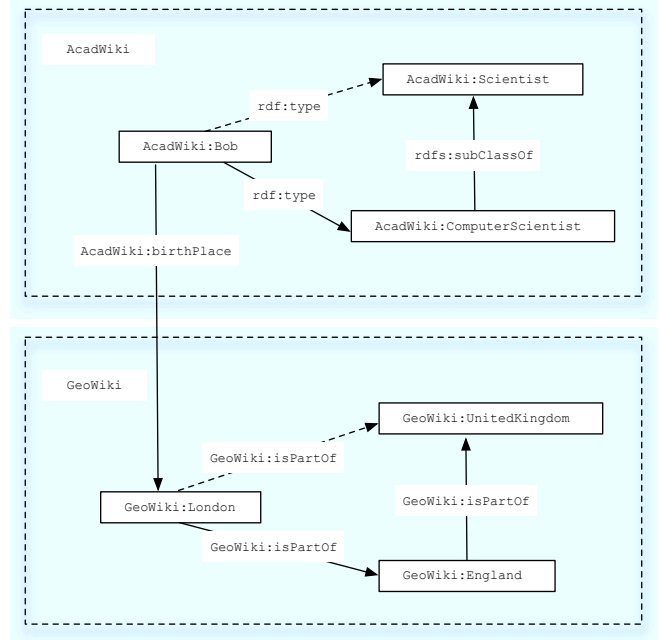 AcadWiki
AcadWiki:Scientist
rdf:type
AcadWiki:Bob
rdfs:subClassOf
rdf:type
AcadWiki:ComputerScientist
AcadWiki:birthPlace
GeoWiki
GeoWiki:UnitedKingdom
GeoWiki:isPartOf
GeoWiki:isPartOf
GeoWiki:London
GeoWiki:isPartOf
GeoWiki:England